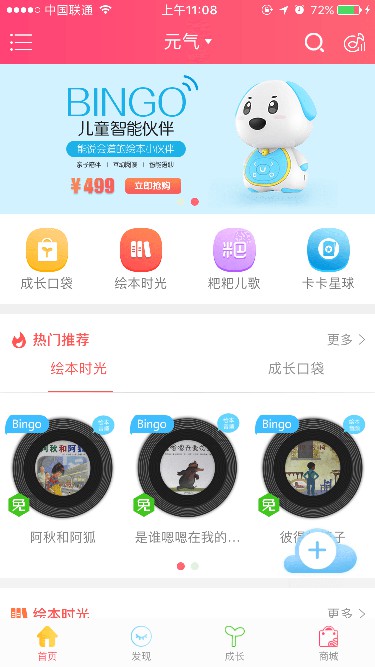 中国联通
上午11:08
72%
元气
BINGO
儿童智能伙伴
能说会道的绘本小伙伴
¥499
立即抢购
成长口袋
绘本时光
粑
粑粑儿歌
卡卡星球
热门推荐
更多
绘本时光
成长口袋
Bingo
免
阿秋和阿狐
Bingo
免
是谁嗯嗯在我的...
Bingo
免
绘本时光
更多
首页
发现
成长
商城